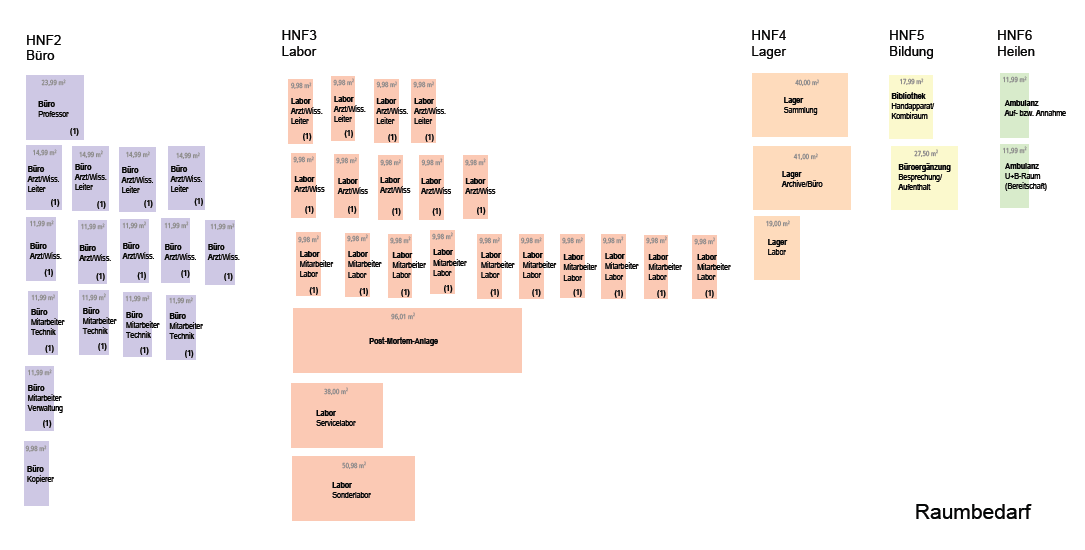 HNF2
Büro
23,99 m²
Büro
Professor
(1)
14,99 m²
Büro
Arzt/Wiss.
Leiter
(1)
14,99 m²
Büro
Arzt/Wiss.
Leiter
(1)
14,99 m²
Büro
Arzt/Wiss.
Leiter
(1)
14,99 m²
Büro
Arzt/Wiss.
Leiter
(1)
11,99 m²
Büro
Arzt/Wiss.
(1)
11,99 m²
Büro
Arzt/Wiss.
(1)
11,99 m²
Büro
Arzt/Wiss.
(1)
11,99 m²
Büro
Arzt/Wiss.
(1)
11,99 m²
Büro
Arzt/Wiss.
(1)
11,99 m²
Büro
Mitarbeiter
Technik
(1)
11,99 m²
Büro
Mitarbeiter
Technik
(1)
11,99 m²
Büro
Mitarbeiter
Technik
(1)
11,99 m²
Büro
Mitarbeiter
Technik
(1)
11,99 m²
Büro
Mitarbeiter
Verwaltung
(1)
9,98 m²
Büro
Kopierer
HNF3
Labor
9,98 m²
Labor
Arzt/Wiss.
Leiter
(1)
9,98 m²
Labor
Arzt/Wiss.
Leiter
(1)
9,98 m²
Labor
Arzt/Wiss.
Leiter
(1)
9,98 m²
Labor
Arzt/Wiss.
Leiter
(1)
9,98 m²
Labor
Arzt/Wiss
(1)
9,98 m²
Labor
Arzt/Wiss
(1)
9,98 m²
Labor
Arzt/Wiss
(1)
9,98 m²
Labor
Arzt/Wiss
(1)
9,98 m²
Labor
Arzt/Wiss
(1)
9,98 m²
Labor
Mitarbeiter
Labor
(1)
9,98 m²
Labor
Mitarbeiter
Labor
(1)
9,98 m²
Labor
Mitarbeiter
Labor
(1)
9,98 m²
Labor
Mitarbeiter
Labor
(1)
9,98 m²
Labor
Mitarbeiter
Labor
(1)
9,98 m²
Labor
Mitarbeiter
Labor
(1)
9,98 m²
Labor
Mitarbeiter
Labor
(1)
9,98 m²
Labor
Mitarbeiter
Labor
(1)
9,98 m²
Labor
Mitarbeiter
Labor
(1)
9,98 m²
Labor
Mitarbeiter
Labor
(1)
96,01 m²
Post-Mortem-Anlage
38,00 m²
Labor
Servicelabor
50,98 m²
Labor
Sonderlabor
HNF4
Lager
40,00 m²
Lager
Sammlung
41,00 m²
Lager
Archive/Büro
19,00 m²
Lager
Labor
HNF5
Bildung
17,99 m²
Bibliothek
Handapparat/
Kombiraum
27,50 m²
Büroergänzung
Besprechung/
Aufenthalt
HNF6
Heilen
11,99 m²
Ambulanz
Auf- bzw. Annahme
11,99 m²
Ambulanz
U+B-Raum
(Bereitschaft)
Raumbedarf